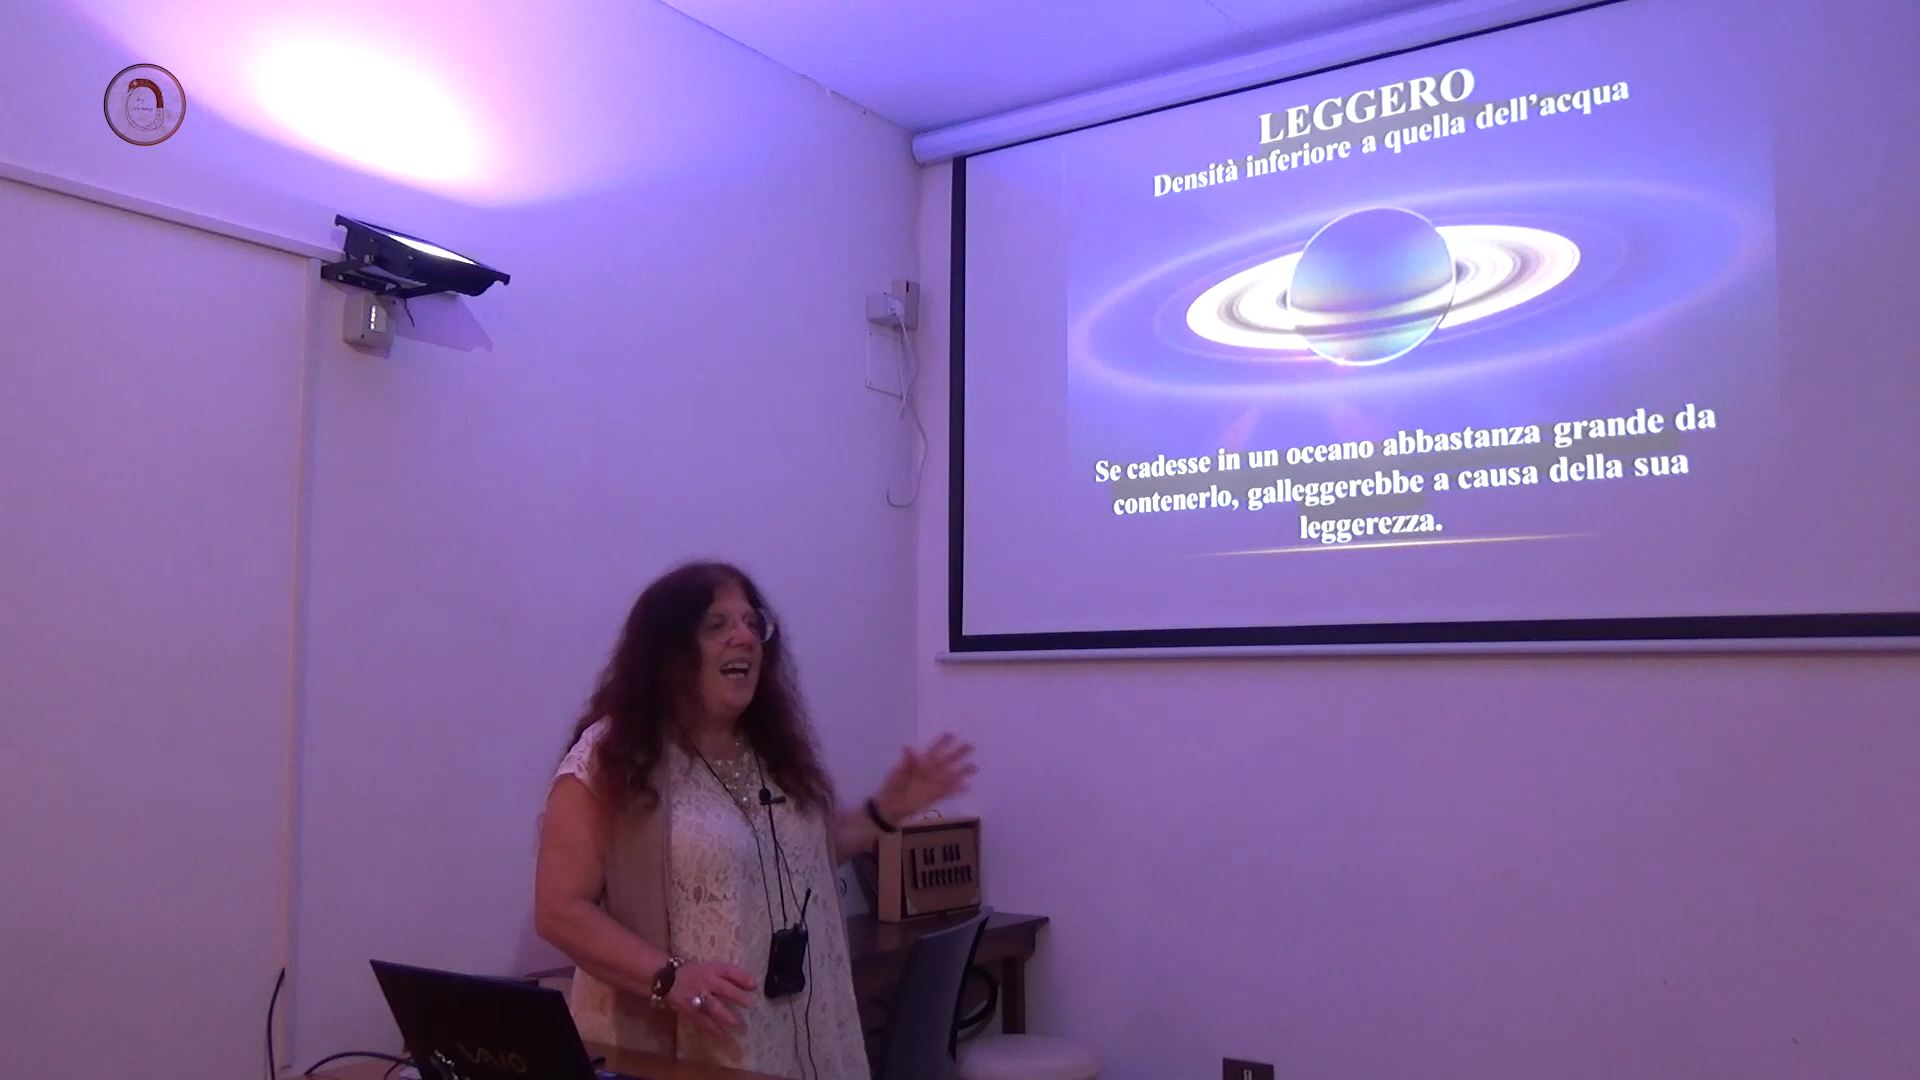 LEGGERO
Densità inferiore a quella dell'acqua
Se cadesse in un oceano abbastanza grande da
contenerlo, galleggerebbe a causa della sua
leggerezza.
VAIO